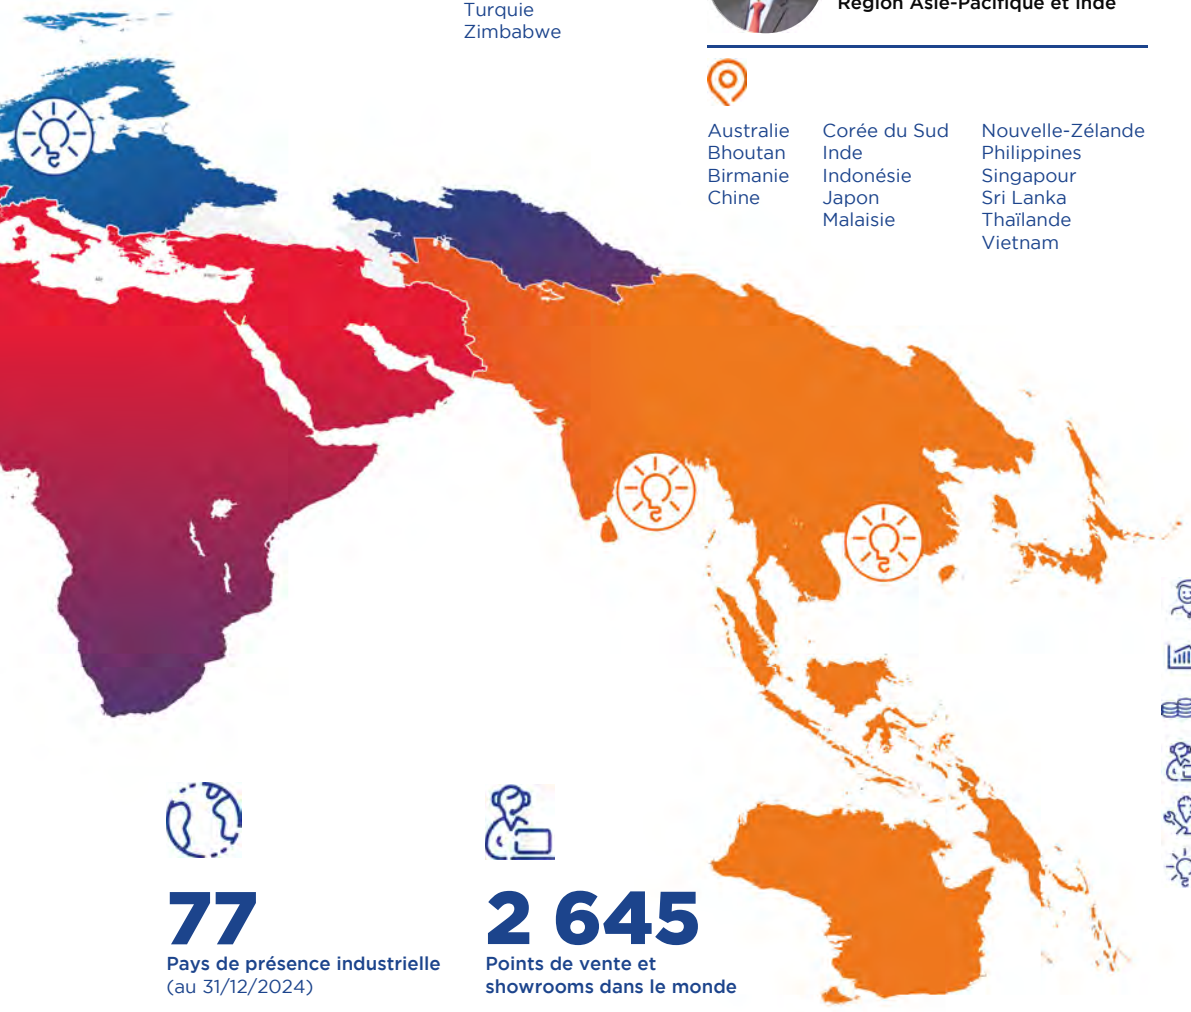 Turquie
Zimbabwe
Région Asie-Pacifique et Inde
Australie
Bhoutan
Birmanie
Chine
Corée du Sud
Inde
Indonésie
Japon
Malaisie
Nouvelle-Zélande
Philippines
Singapour
Sri Lanka
Thaïlande
Vietnam
77
Pays de présence industrielle
(au 31/12/2024)
2 645
Points de vente et
showrooms dans le monde